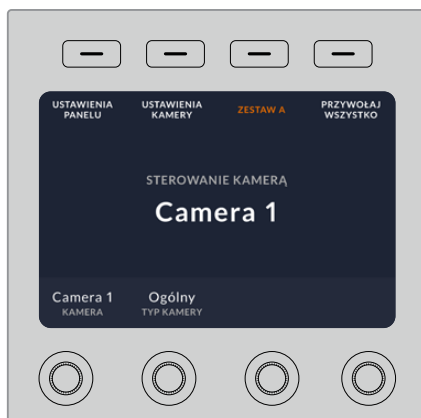 USTAWIENIA PANELU
USTAWIENIA KAMERY
ZESTAW A
PRZYWOŁAJ WSZYSTKO
STEROWANIE KAMERĄ
Camera 1
Camera 1
KAMERA
Ogólny
TYP KAMERY